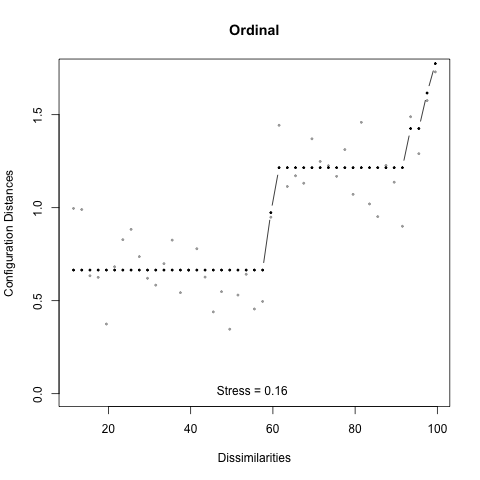 Ordinal
Configuration Distances
1.5
1.0
0.5
0.0
Stress = 0.16
20 40 60 80 100
Dissimilarities